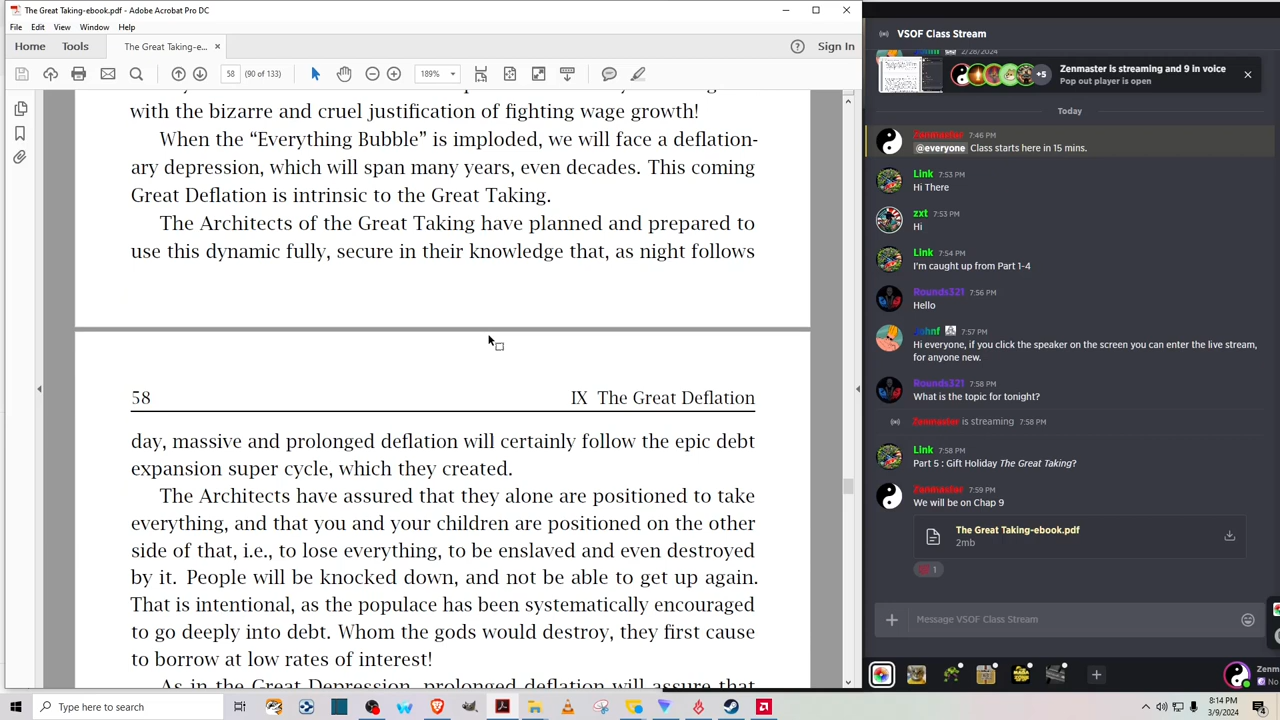 The Great Taking-ebook.pdf - Adobe Acrobat Pro DC
File Edit View Window Help
Home Tools The Great Taking-e... × Sign In
58 (90 of 133) 189%
with the bizarre and cruel justification of fighting wage growth!
When the “Everything Bubble” is imploded, we will face a deflation-
ary depression, which will span many years, even decades. This coming
Great Deflation is intrinsic to the Great Taking.
The Architects of the Great Taking have planned and prepared to
use this dynamic fully, secure in their knowledge that, as night follows
58 IX The Great Deflation
day, massive and prolonged deflation will certainly follow the epic debt
expansion super cycle, which they created.
The Architects have assured that they alone are positioned to take
everything, and that you and your children are positioned on the other
side of that, i.e., to lose everything, to be enslaved and even destroyed
by it. People will be knocked down, and not be able to get up again.
That is intentional, as the populace has been systematically encouraged
to go deeply into debt. Whom the gods would destroy, they first cause
to borrow at low rates of interest!
VSOF Class Stream
2/28/2024
+5 Zenmaster is streaming and 9 in voice
Pop out player is open
Today
Zenmaster 7:46 PM
@everyone Class starts here in 15 mins.
Link 7:53 PM
Hi There
zxt 7:53 PM
Hi
Link 7:54 PM
I'm caught up from Part 1-4
Rounds321 7:56 PM
Hello
7:57 PM
Hi everyone, if you click the speaker on the screen you can enter the live stream,
for anyone new.
Rounds321 7:58 PM
What is the topic for tonight?
Zenmaster is streaming 7:58 PM
Link 7:58 PM
Part 5 : Gift Holiday The Great Taking?
Zenmaster 7:59 PM
We will be on Chap 9
The Great Taking-ebook.pdf
2mb
1
Message VSOF Class Stream
Zenm
No
Type here to search
8:14 PM
3/9/2024
4